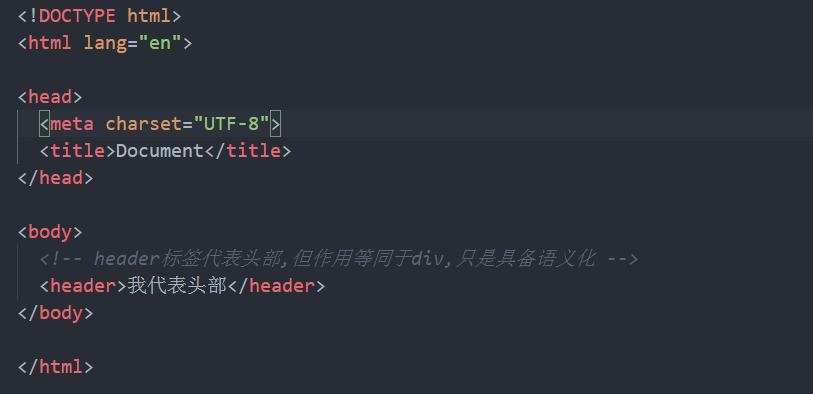 <!DOCTYPE html>
<html lang="en">
<head>
<meta charset="UTF-8">
<title>Document</title>
</head>
<body>
<!-- header标签代表头部,但作用等同于div,只是具备语义化 -->
<header>我代表头部</header>
</body>
</html>